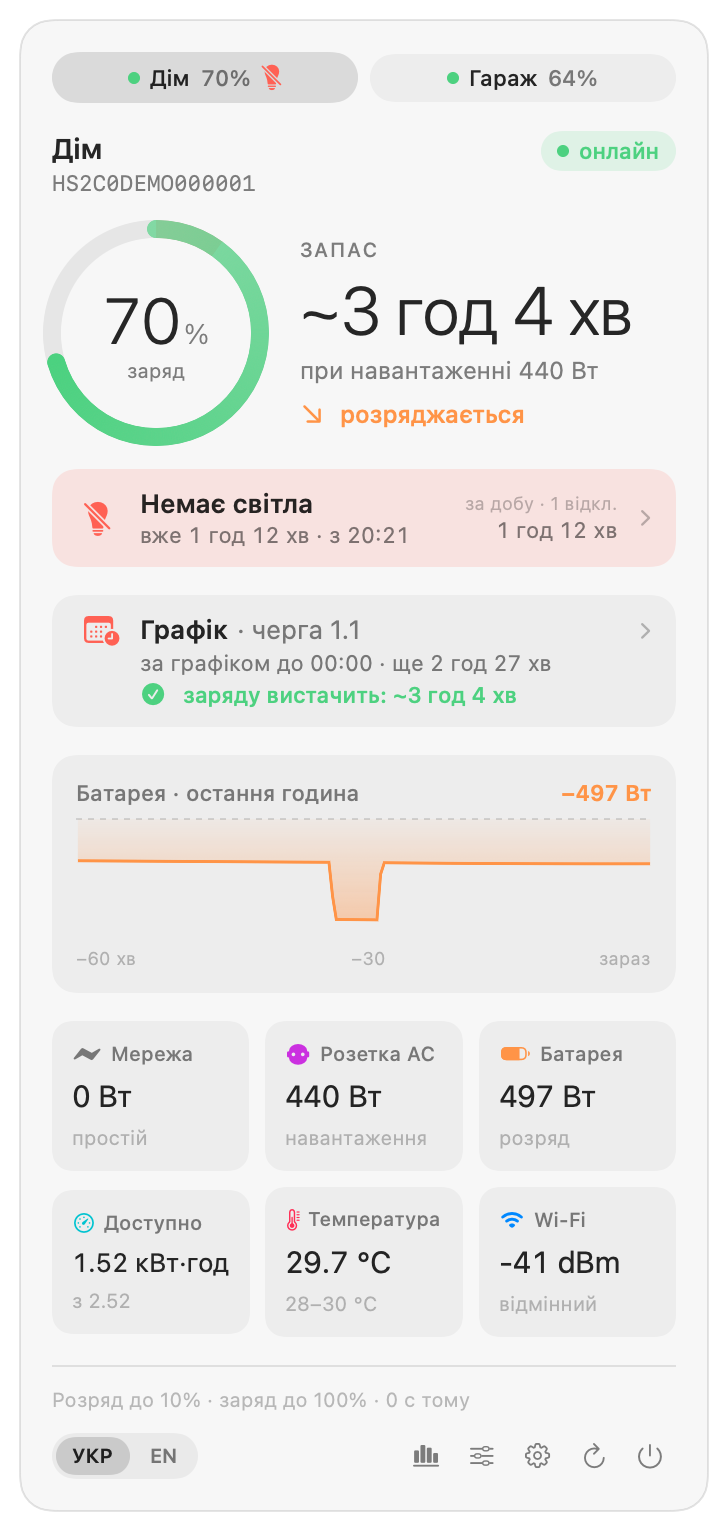 Дім 70%
Гараж 64%
Дім
онлайн
HS2C0DEMO000001
70%
заряд
ЗАПАС
~3 год 4 хв
при навантаженні 440 Вт
розряджається
Немає світла
вже 1 год 12 хв · з 20:21
за добу · 1 відкл.
1 год 12 хв
Графік · черга 1.1
за графіком до 00:00 · ще 2 год 27 хв
заряду вистачить: ~3 год 4 хв
Батарея · остання година
−497 Вт
−60 хв
−30
зараз
Мережа
0 Вт
простій
Розетка AC
440 Вт
навантаження
Батарея
497 Вт
розряд
Доступно
1.52 кВт·год
з 2.52
Температура
29.7 °C
28–30 °C
Wi-Fi
-41 dBm
відмінний
Розряд до 10% · заряд до 100% · 0 с тому
УКР
EN